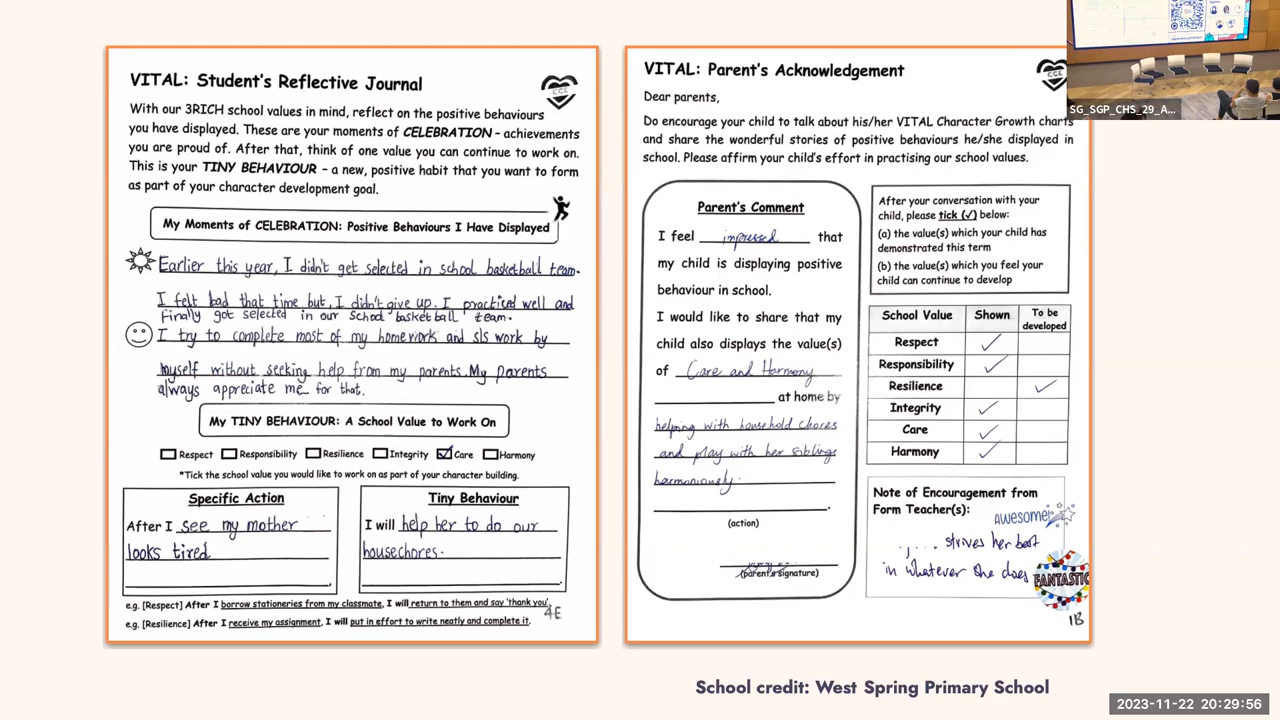 VITAL: Student's Reflective Journal
CCE
With our 3RICH school values in mind, reflect on the positive behaviours
you have displayed. These are your moments of CELEBRATION – achievements
you are proud of. After that, think of one value you can continue to work on.
This is your TINY BEHAVIOUR – a new, positive habit that you want to form
as part of your character development goal.
My Moments of CELEBRATION: Positive Behaviours I Have Displayed
Earlier this year, I didn't get selected in school basketball team.
I felt bad that time but, I didn't give up. I practiced well and
finally got selected in our school basketball team.
I try to complete most of my homework and sls work by
myself without seeking help from my parents. My parents
always appreciate me for that.
My TINY BEHAVIOUR: A School Value to Work On
Respect Responsibility Resilience Integrity Care Harmony
*Tick the school value you would like to work on as part of your character building.
Specific Action
After I see my mother
looks tired
Tiny Behaviour
I will help her to do our
housechores.
e.g. [Respect] After I borrow stationeries from my classmate, I will return to them and say 'thank you'.
e.g. [Resilience] After I receive my assignment, I will put in effort to write neatly and complete it.
4E
VITAL: Parent's Acknowledgement
CCE
Dear parents,
Do encourage your child to talk about his/her VITAL Character Growth charts
and share the wonderful stories of positive behaviours he/she displayed in
school. Please affirm your child's effort in practising our school values.
Parent's Comment
I feel impressed that
my child is displaying positive
behaviour in school.
I would like to share that my
child also displays the value(s)
of Care and Harmony
at home by
helping with household chores
and play with her siblings
harmoniously.
(action)
(parent's signature)
After your conversation with your
child, please tick (✓) below:
(a) the value(s) which your child has
demonstrated this term
(b) the value(s) which you feel your
child can continue to develop
School Value Shown To be developed
Respect ✓
Responsibility ✓
Resilience ✓
Integrity ✓
Care ✓
Harmony ✓
Note of Encouragement from
Form Teacher(s):
AWESOME!
strives her best
in whatever she does
FANTASTIC
1B
SG_SGP_CHS_29_A...
School credit: West Spring Primary School
2023-11-22 20:29:56